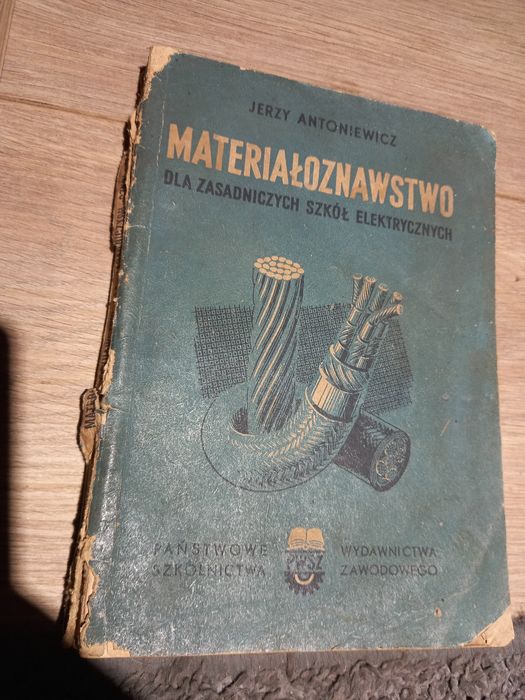 JERZY ANTONIEWICZ
MATERIAŁOZNAWSTWO
DLA ZASADNICZYCH SZKÓŁ ELEKTRYCZNYCH
PAŃSTWOWE WYDAWNICTWA
SZKOLNICTWA ZAWODOWEGO
PWSZ